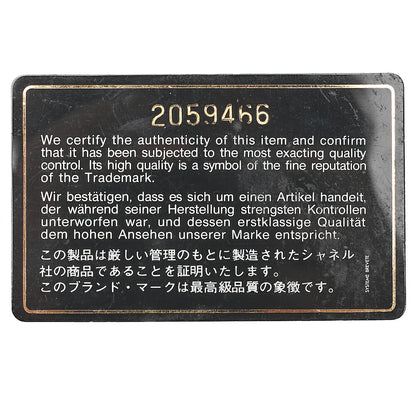 2059466
We certify the authenticity of this item and confirm
that it has been subjected to the most exacting quality
control. Its high quality is a symbol of the fine reputation
of the Trademark.
Wir bestätigen, dass es sich um einen Artikel handelt,
der während seiner Herstellung strengsten Kontrollen
unterworfen war, und dessen erstklassige Qualität
dem hohen Ansehen unserer Marke entspricht.
この製品は厳しい管理のもとに製造されたシャネル
社の商品であることを証明いたします。
このブランド・マークは最高級品質の象徴です。
SYSTEME BREVETE